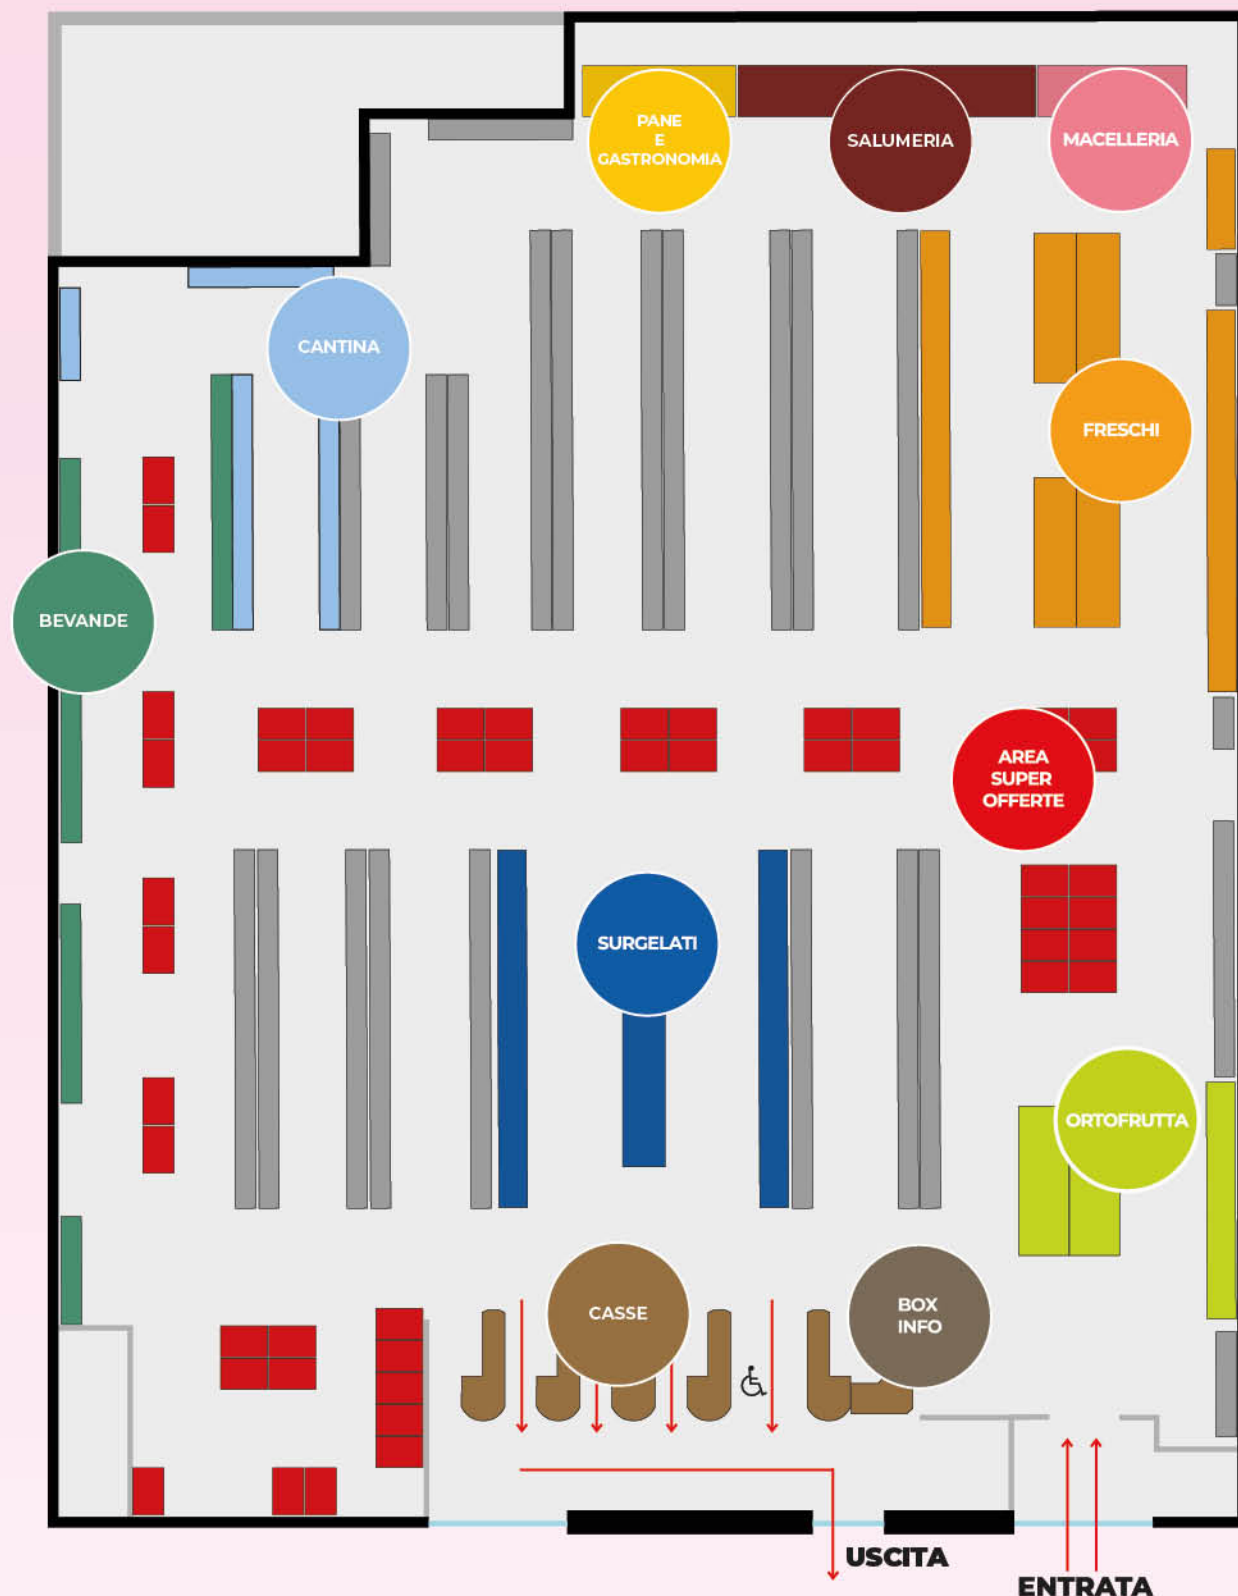 PANE
E
GASTRONOMIA
SALUMERIA
MACELLERIA
CANTINA
FRESCHI
BEVANDE
AREA
SUPER
OFFERTE
SURGELATI
ORTOFRUTTA
CASSE
BOX
INFO
USCITA
ENTRATA